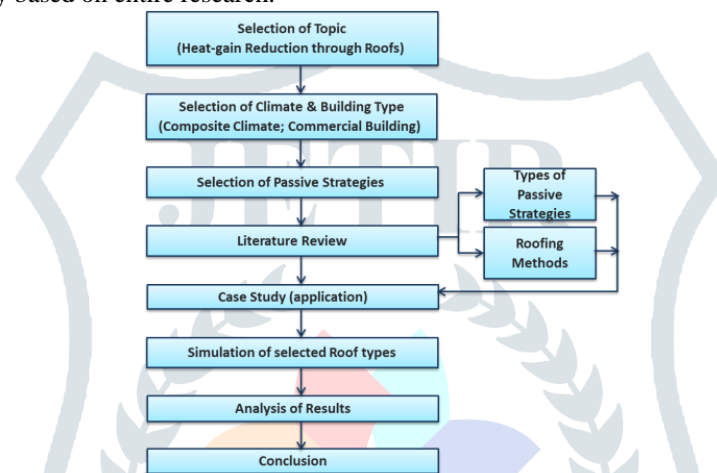 y based on entire research.
Selection of Topic
(Heat-gain Reduction through Roofs)
Selection of Climate & Building Type
(Composite Climate; Commercial Building)
Selection of Passive Strategies
Types of
Passive
Strategies
Literature Review
Roofing
Methods
Case Study (application)
Simulation of selected Roof types
Analysis of Results
Conclusion
JETIR